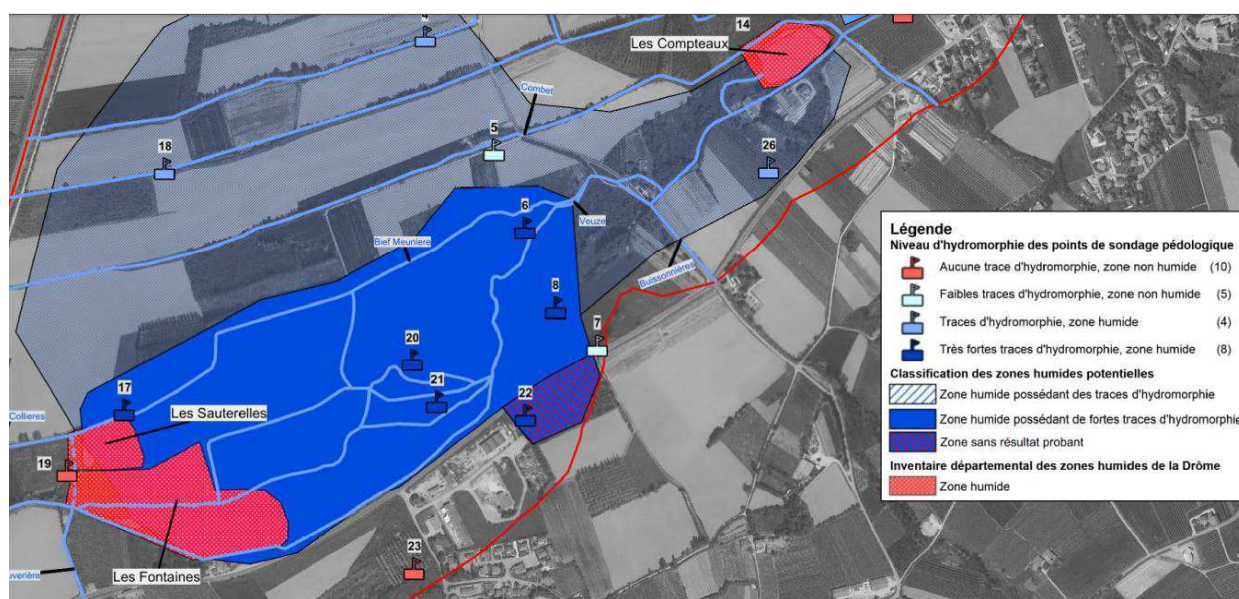 4
14
Les Compteaux
Combet
5
18
26
6
Veuze
Bief Meuniere
Buissonnières
8
7
20
21
22
17
Les Sauterelles
Collieres
19
Les Fontaines
uverière
23
Légende
Niveau d'hydromorphie des points de sondage pédologique
Aucune trace d'hydromorphie, zone non humide (10)
Faibles traces d'hydromorphie, zone non humide (5)
Traces d'hydromorphie, zone humide (4)
Très fortes traces d'hydromorphie, zone humide (8)
Classification des zones humides potentielles
Zone humide possédant des traces d'hydromorphie
Zone humide possédant de fortes traces d'hydromorphie
Zone sans résultat probant
Inventaire départemental des zones humides de la Drôme
Zone humide